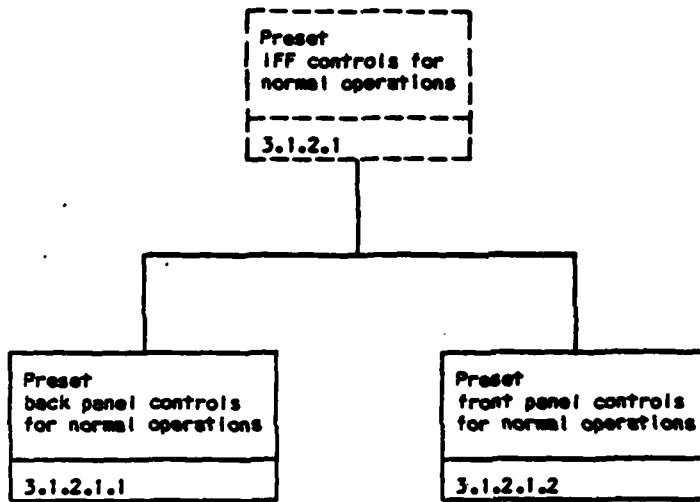 Preset
IFF controls for
normal operations
3.1.2.1
Preset
back panel controls
for normal operations
3.1.2.1.1
Preset
front panel controls
for normal operations
3.1.2.1.2